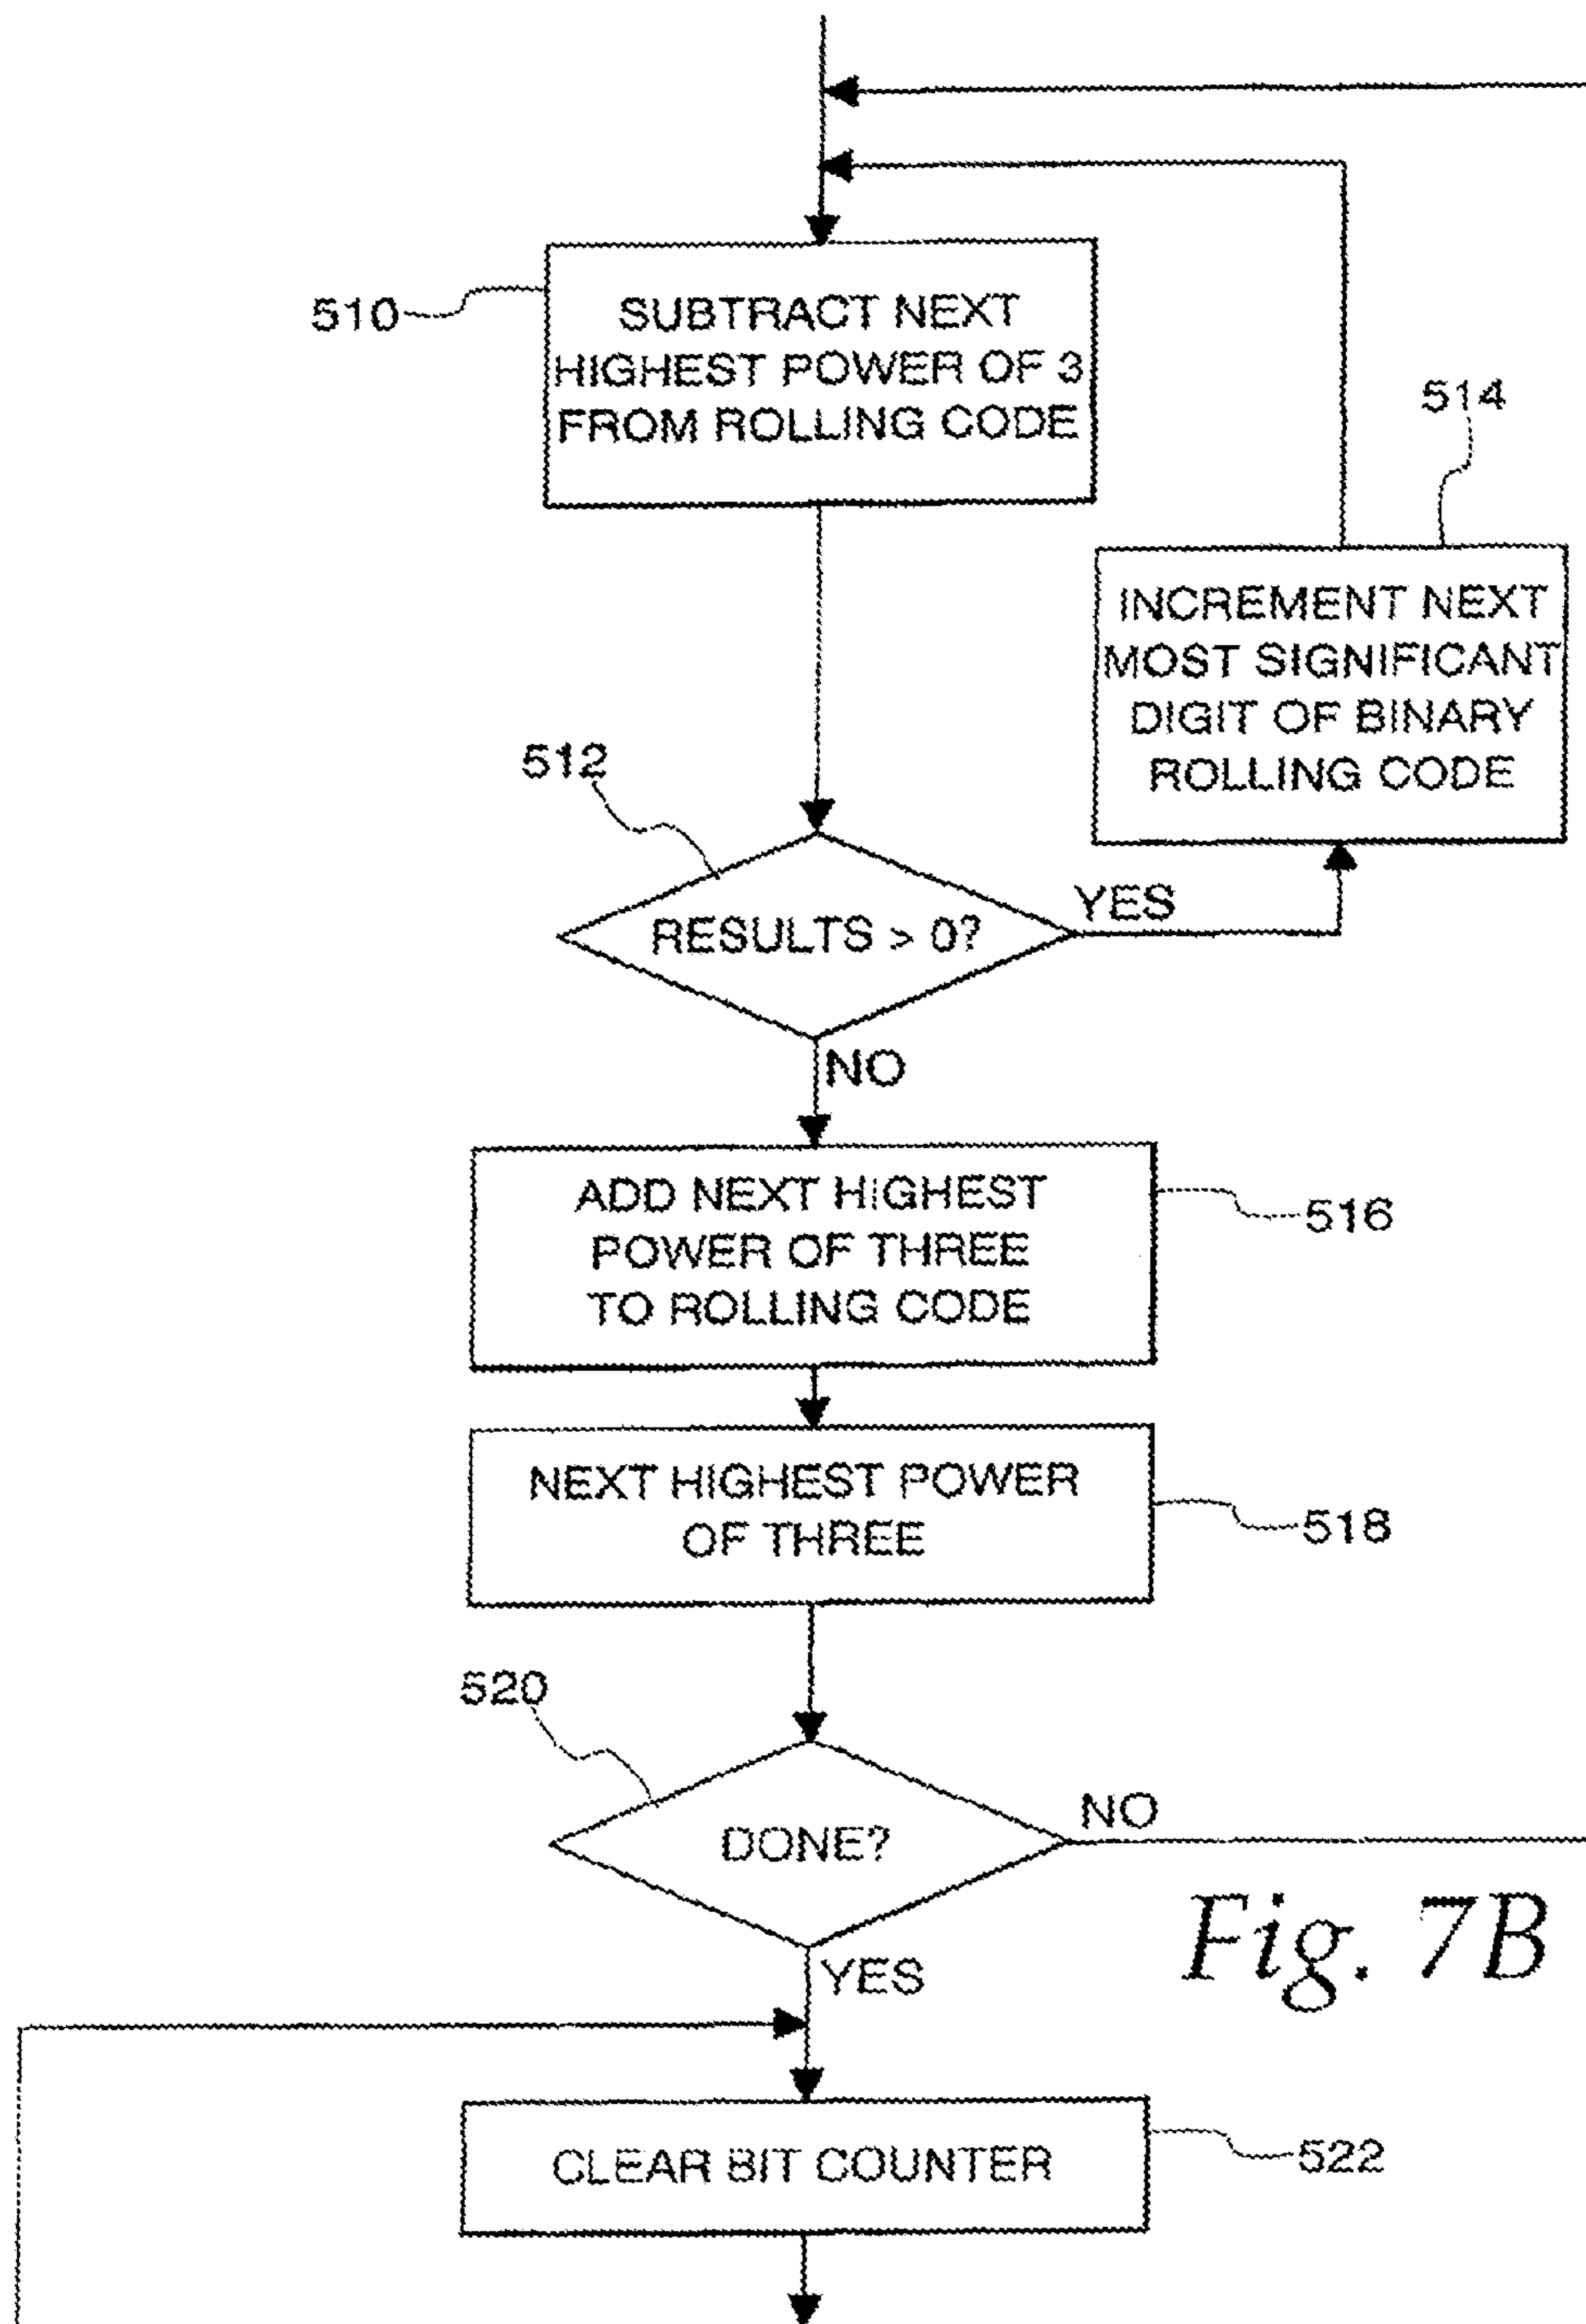 510
SUBTRACT NEXT
HIGHEST POWER OF 3
FROM ROLLING CODE
514
INCREMENT NEXT
MOST SIGNIFICANT
DIGIT OF BINARY
ROLLING CODE
512
RESULTS > 0?
YES
NO
ADD NEXT HIGHEST
POWER OF THREE
TO ROLLING CODE
516
NEXT HIGHEST POWER
OF THREE
518
520
DONE?
NO
YES
Fig. 7B
CLEAR BIT COUNTER
522